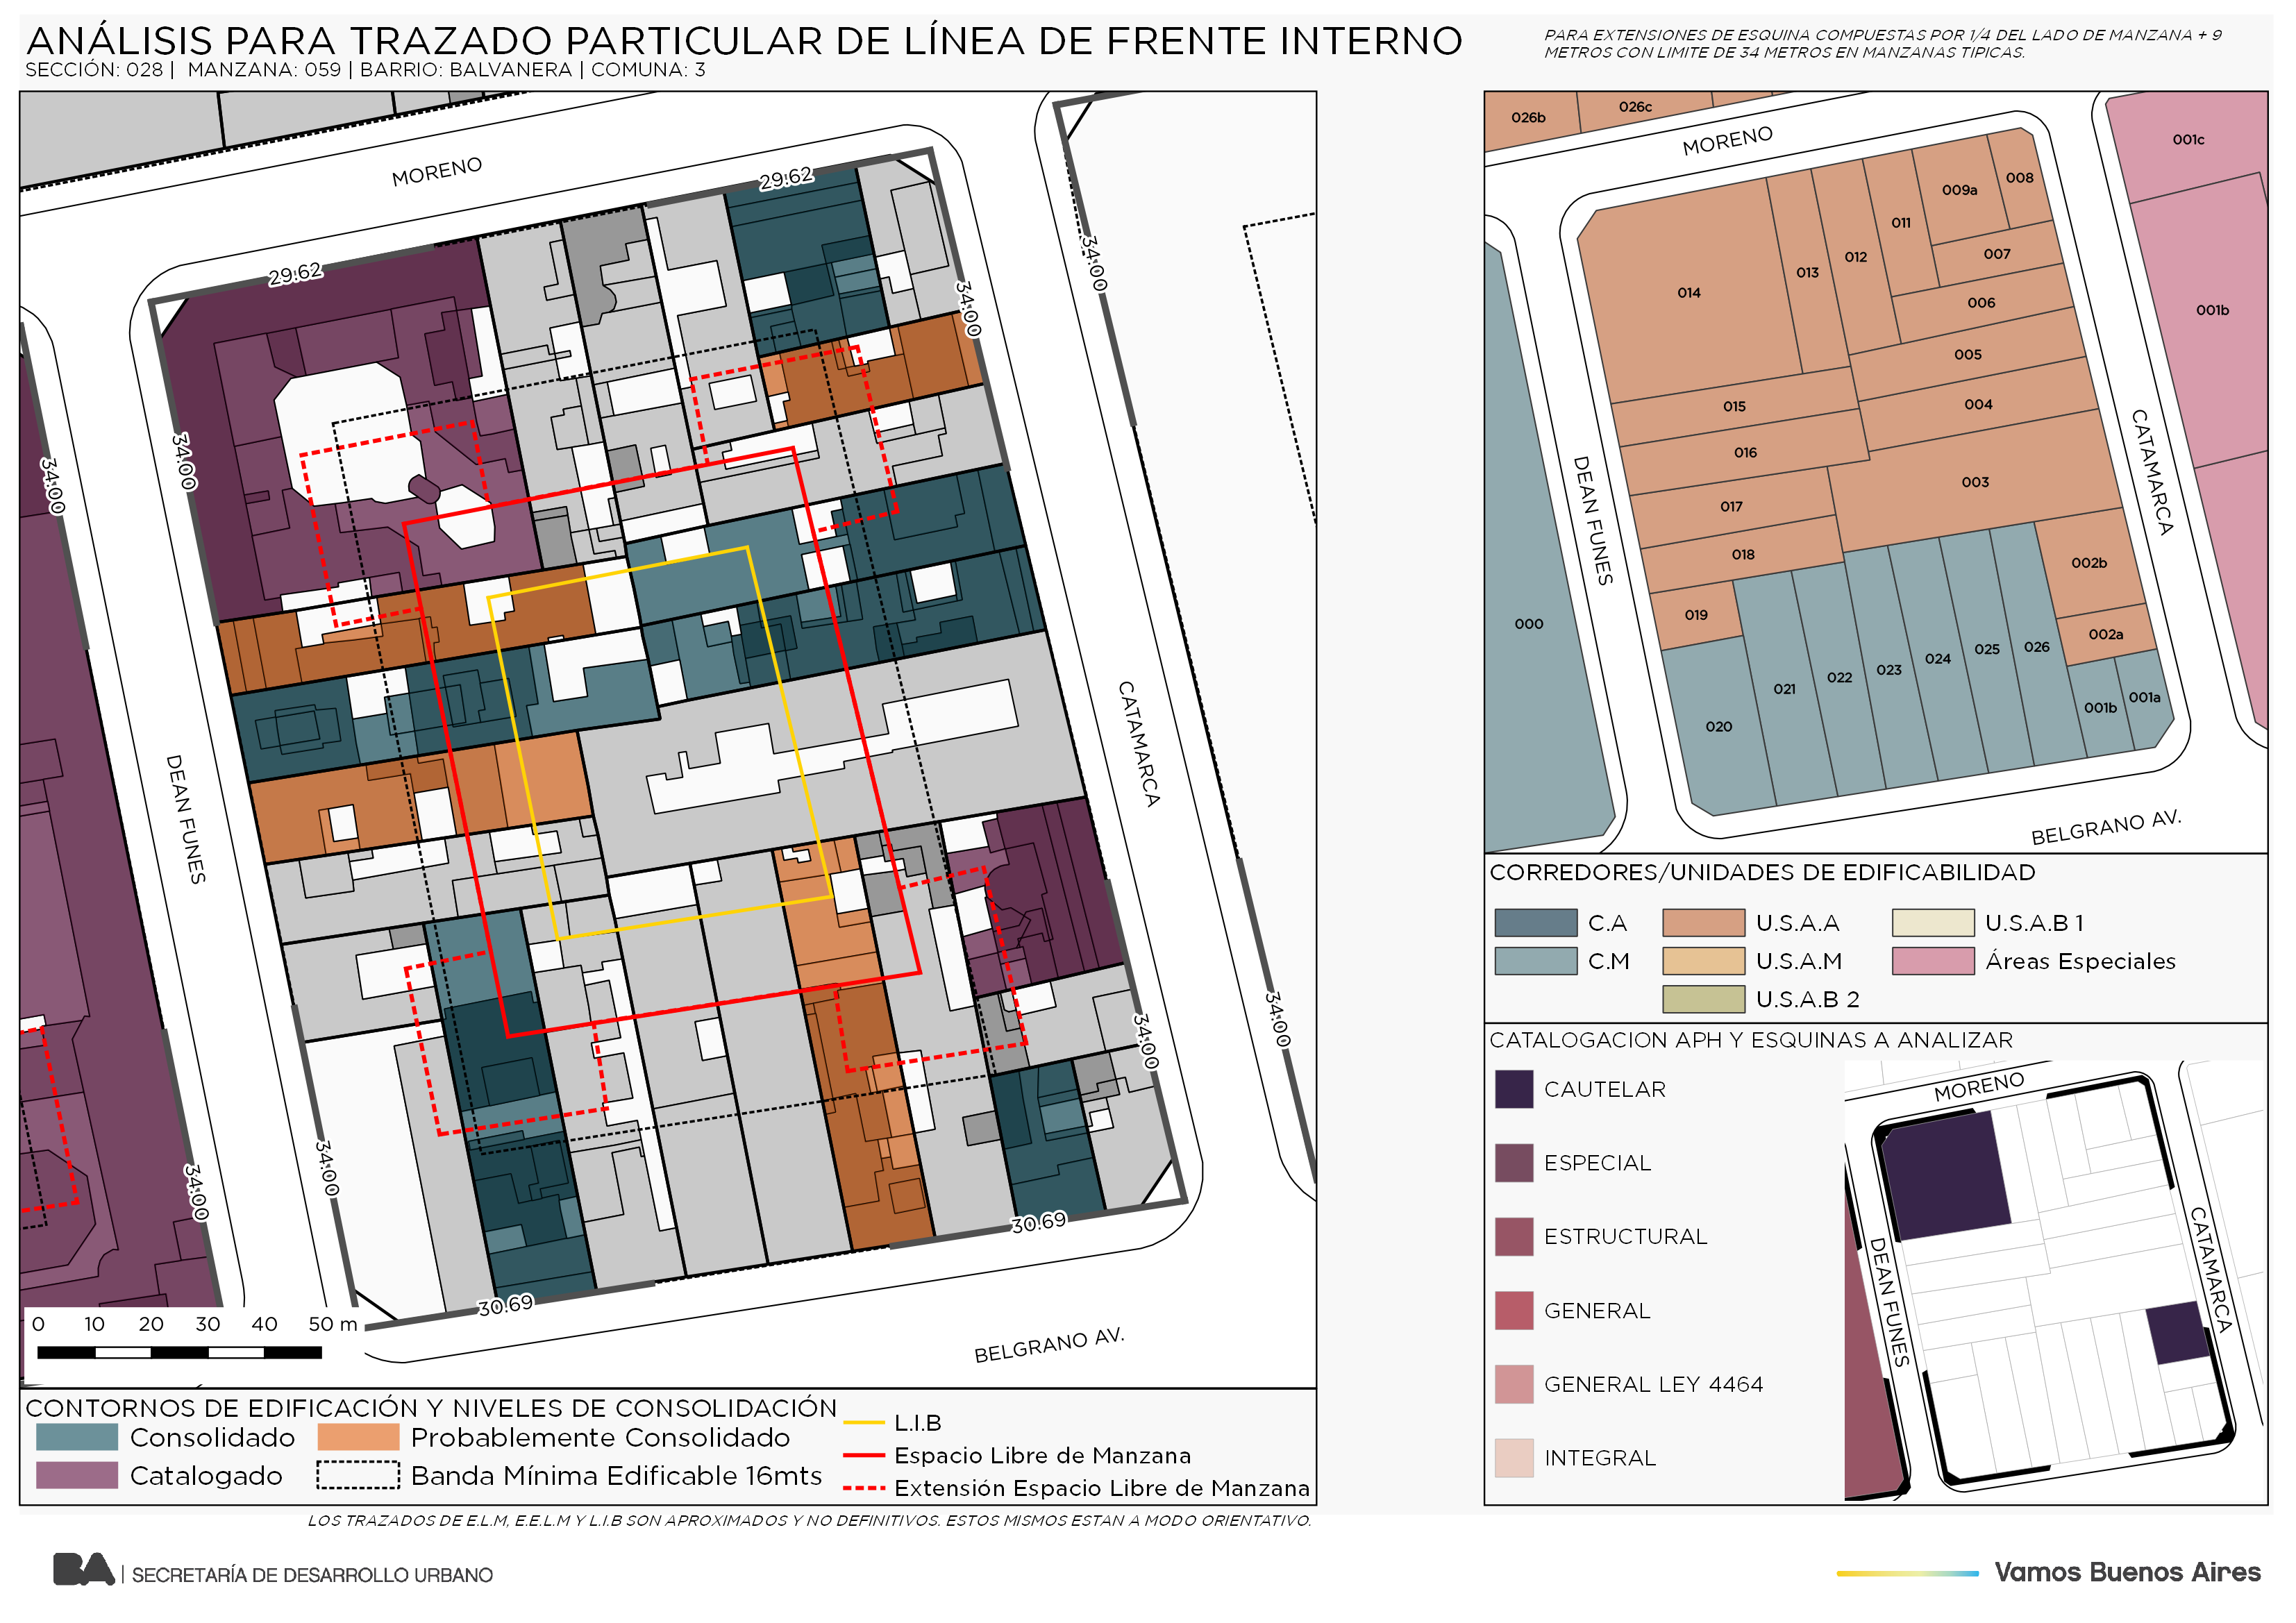 ANÁLISIS PARA TRAZADO PARTICULAR DE LÍNEA DE FRENTE INTERNO
SECCIÓN: 028 | MANZANA: 059 | BARRIO: BALVANERA | COMUNA: 3
PARA EXTENSIONES DE ESQUINA COMPUESTAS POR 1/4 DEL LADO DE MANZANA + 9
METROS CON LIMITE DE 34 METROS EN MANZANAS TIPICAS.
MORENO
29.62
29.62
34.00
34.00
34.00
34.00
DEAN FUNES
CATAMARCA
34.00
34.00
34.00
34.00
30.69
30.69
BELGRANO AV.
0 10 20 30 40 50 m
CONTORNOS DE EDIFICACIÓN Y NIVELES DE CONSOLIDACIÓN
Consolidado
Probablemente Consolidado
Catalogado
Banda Mínima Edificable 16mts
L.I.B
Espacio Libre de Manzana
Extensión Espacio Libre de Manzana
LOS TRAZADOS DE E.L.M, E.E.L.M Y L.I.B SON APROXIMADOS Y NO DEFINITIVOS. ESTOS MISMOS ESTAN A MODO ORIENTATIVO.
026b
026c
MORENO
001c
001b
008
009a
011
012
013
014
007
006
005
004
015
016
003
017
018
002b
019
002a
000
020
021
022
023
024
025
026
001b
001a
DEAN FUNES
CATAMARCA
BELGRANO AV.
CORREDORES/UNIDADES DE EDIFICABILIDAD
C.A
U.S.A.A
U.S.A.B 1
C.M
U.S.A.M
Áreas Especiales
U.S.A.B 2
CATALOGACION APH Y ESQUINAS A ANALIZAR
CAUTELAR
ESPECIAL
ESTRUCTURAL
GENERAL
GENERAL LEY 4464
INTEGRAL
MORENO
DEAN FUNES
CATAMARCA
BA | SECRETARÍA DE DESARROLLO URBANO
Vamos Buenos Aires